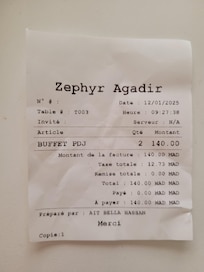 Zephyr Agadir
N° : Date : 12/01/2025
Table # T003 Heure : 09:27:38
Invité : Serveur : N/A
Article Qté Montant
BUFFET PDJ 2 140.00
Montant de la facture : 140.00 MAD
Taxe totale : 12.73 MAD
Remise totale : 0.00 MAD
Total : 140.00 MAD
Payé : 0.00 MAD
A payer : 140.00 MAD
Préparé par : AIT BELLA HASSAN
Merci
Copie:1